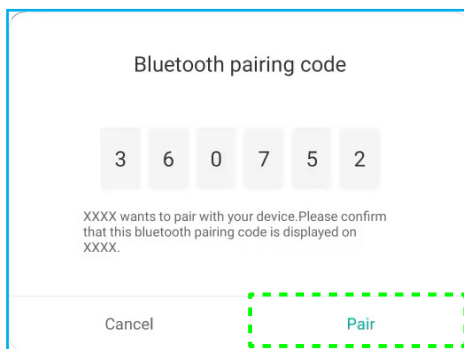 Bluetooth pairing code
3 6 0 7 5 2
XXXX wants to pair with your device.Please confirm
that this bluetooth pairing code is displayed on
XXXX.
Cancel Pair